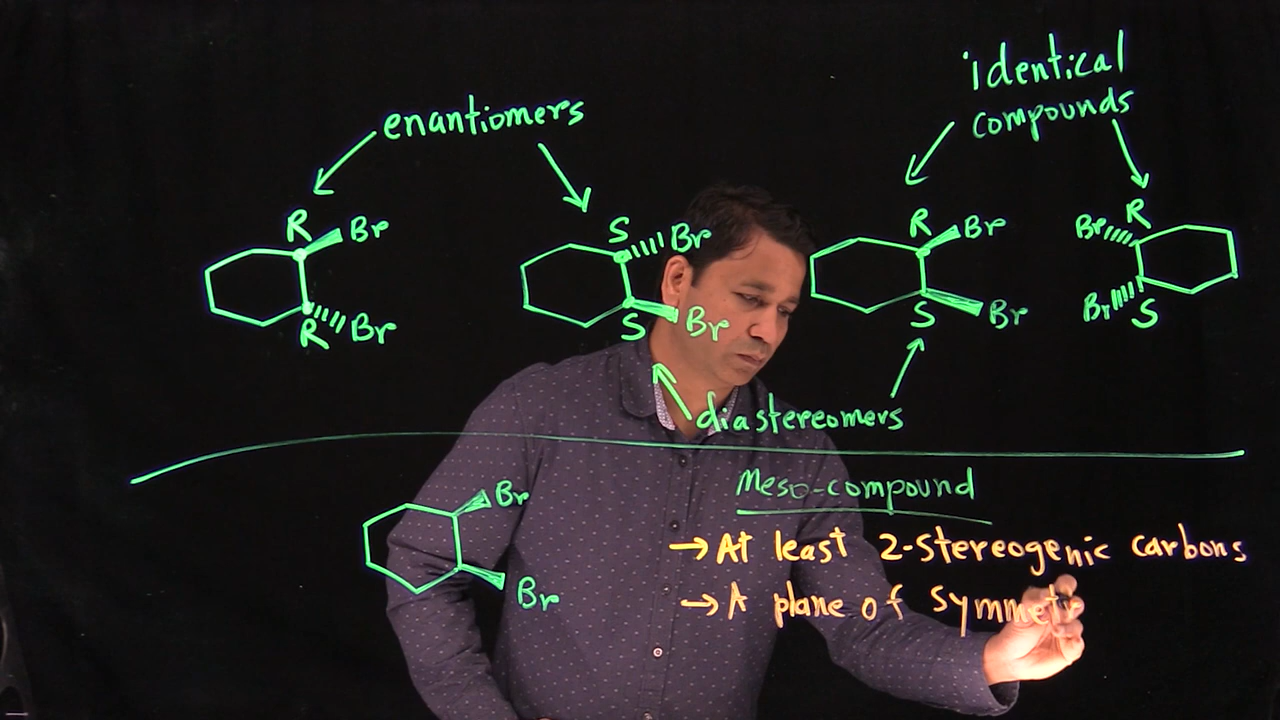 identical
compounds
enantiomers
R Br
R Br
S Br
S Br
R Br
S Br
Br R
Br S
diastereomers
Meso-compound
Br
Br
→ At least 2-stereogenic carbons
→ A plane of symmet